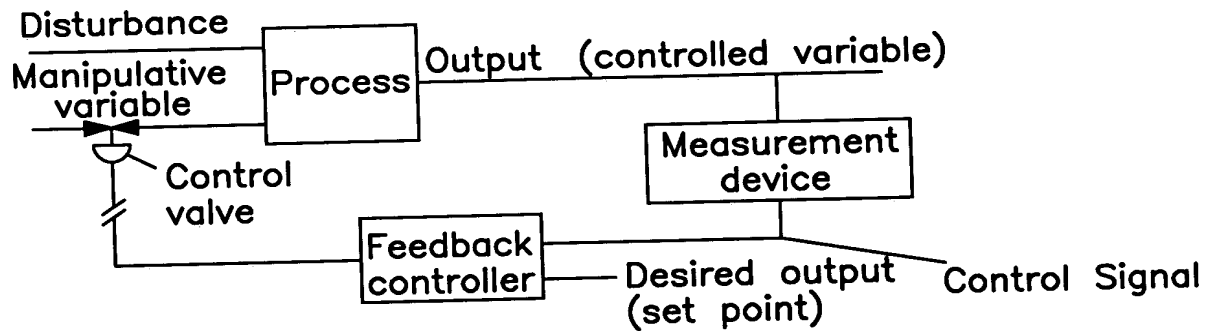 Disturbance
Process
Output (controlled variable)
Manipulative
variable
Measurement
device
Control
valve
Feedback
controller
Desired output
(set point)
Control Signal